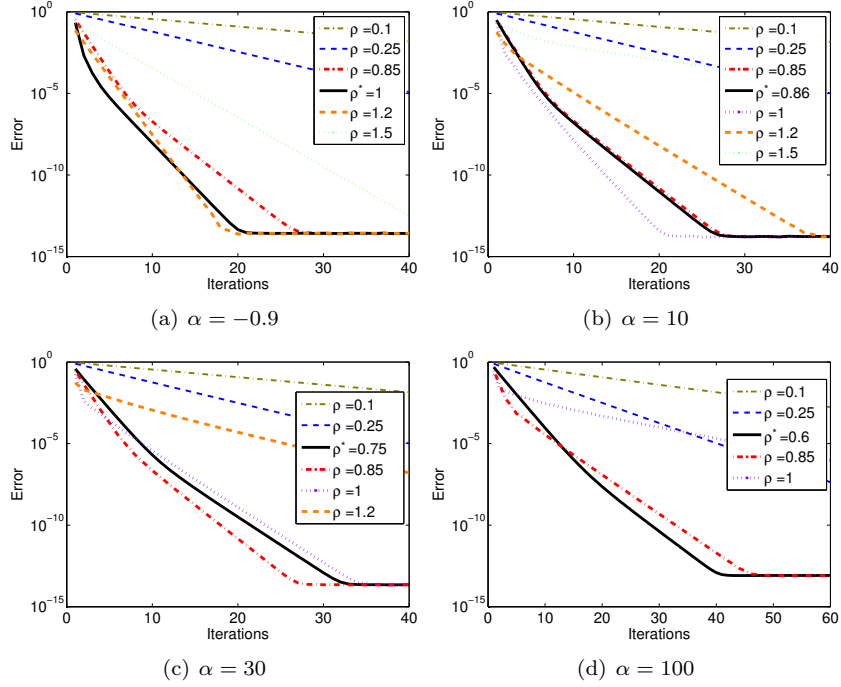 10^0
10^-5
10^-10
10^-15
Error
1
10
20
30
40
Iterations
ρ =0.1
ρ =0.25
ρ =0.85
ρ* =1
ρ =1.2
ρ =1.5
(a) α = −0.9
10^0
10^-5
10^-10
10^-15
Error
1
10
20
30
40
Iterations
ρ =0.1
ρ =0.25
ρ =0.85
ρ* =0.86
ρ =1
ρ =1.2
ρ =1.5
(b) α = 10
10^0
10^-5
10^-10
10^-15
Error
1
10
20
30
40
Iterations
ρ =0.1
ρ =0.25
ρ* =0.75
ρ =0.85
ρ =1
ρ =1.2
(c) α = 30
10^0
10^-5
10^-10
10^-15
Error
0
10
20
30
40
50
60
Iterations
ρ =0.1
ρ =0.25
ρ* =0.6
ρ =0.85
ρ =1
(d) α = 100